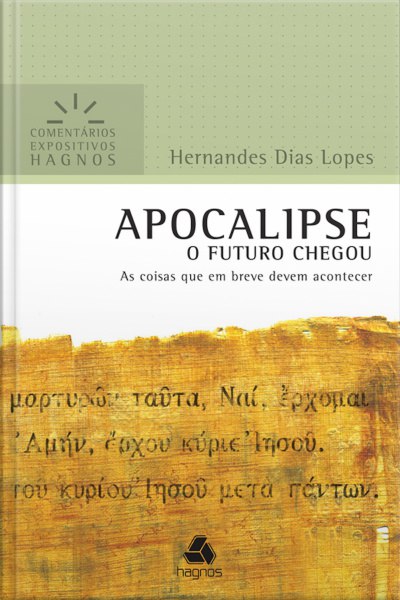 COMENTÁRIOS
EXPOSITIVOS
HAGNOS
Hernandes Dias Lopes
APOCALIPSE
O FUTURO CHEGOU
As coisas que em breve devem acontecer
μαρτυρῶν ταῦτα, Ναί, ἔρχομαι
Ἀμήν, ἔρχου κύριε Ἰησοῦ.
τοῦ κυρίου Ἰησοῦ μετὰ πάντων.
hagnos